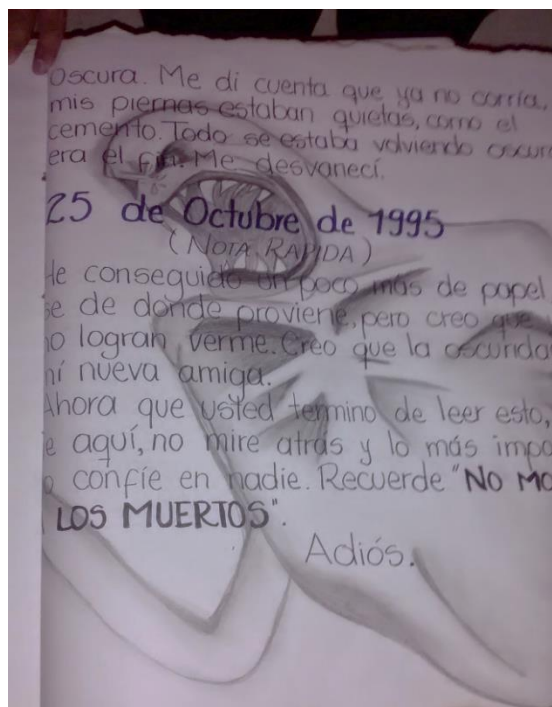 oscura. Me di cuenta que ya no corría,
mis piernas estaban quietas, como el
cemento. Todo se estaba volviendo oscuro
era el fin. Me desvanecí.
25 de Octubre de 1995
(NOTA RAPIDA)
He conseguido un poco más de papel
se de donde proviene, pero creo que
no logran verme. Creo que la oscurida
mi nueva amiga.
Ahora que usted termino de leer esto,
e aquí, no mire atrás y lo más impo
o confíe en nadie. Recuerde "NO MO
LOS MUERTOS".
Adiós.